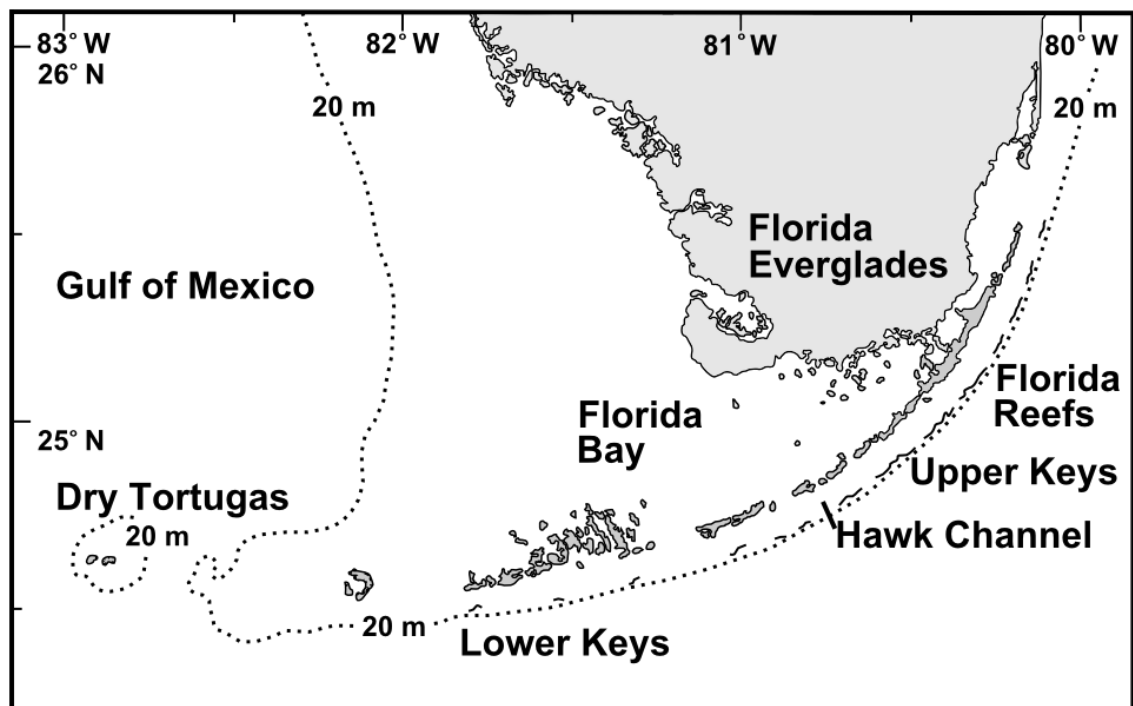 83° W
82° W
81° W
80° W
26° N
20 m
20 m
Florida
Everglades
Gulf of Mexico
Florida
Reefs
Florida
Bay
25° N
Upper Keys
Dry Tortugas
20 m
Hawk Channel
20 m
Lower Keys